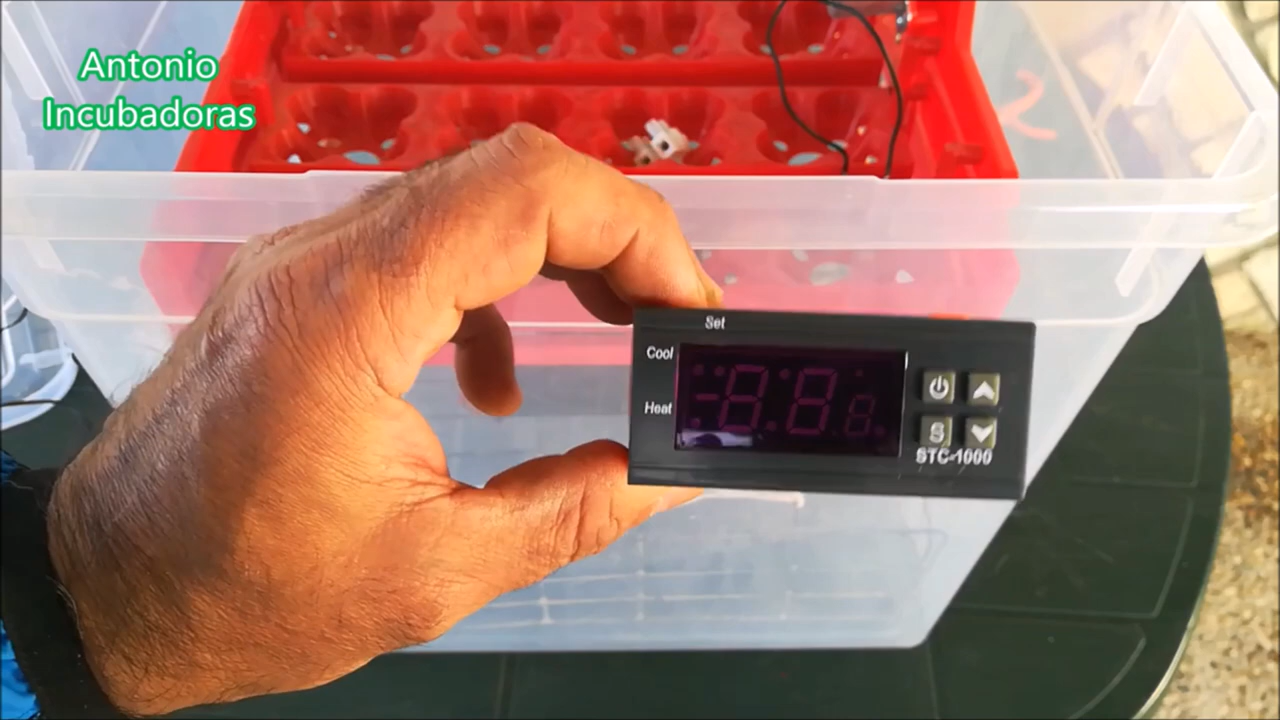 Antonio
Incubadoras
Set
Cool
Heat
S
STC-1000